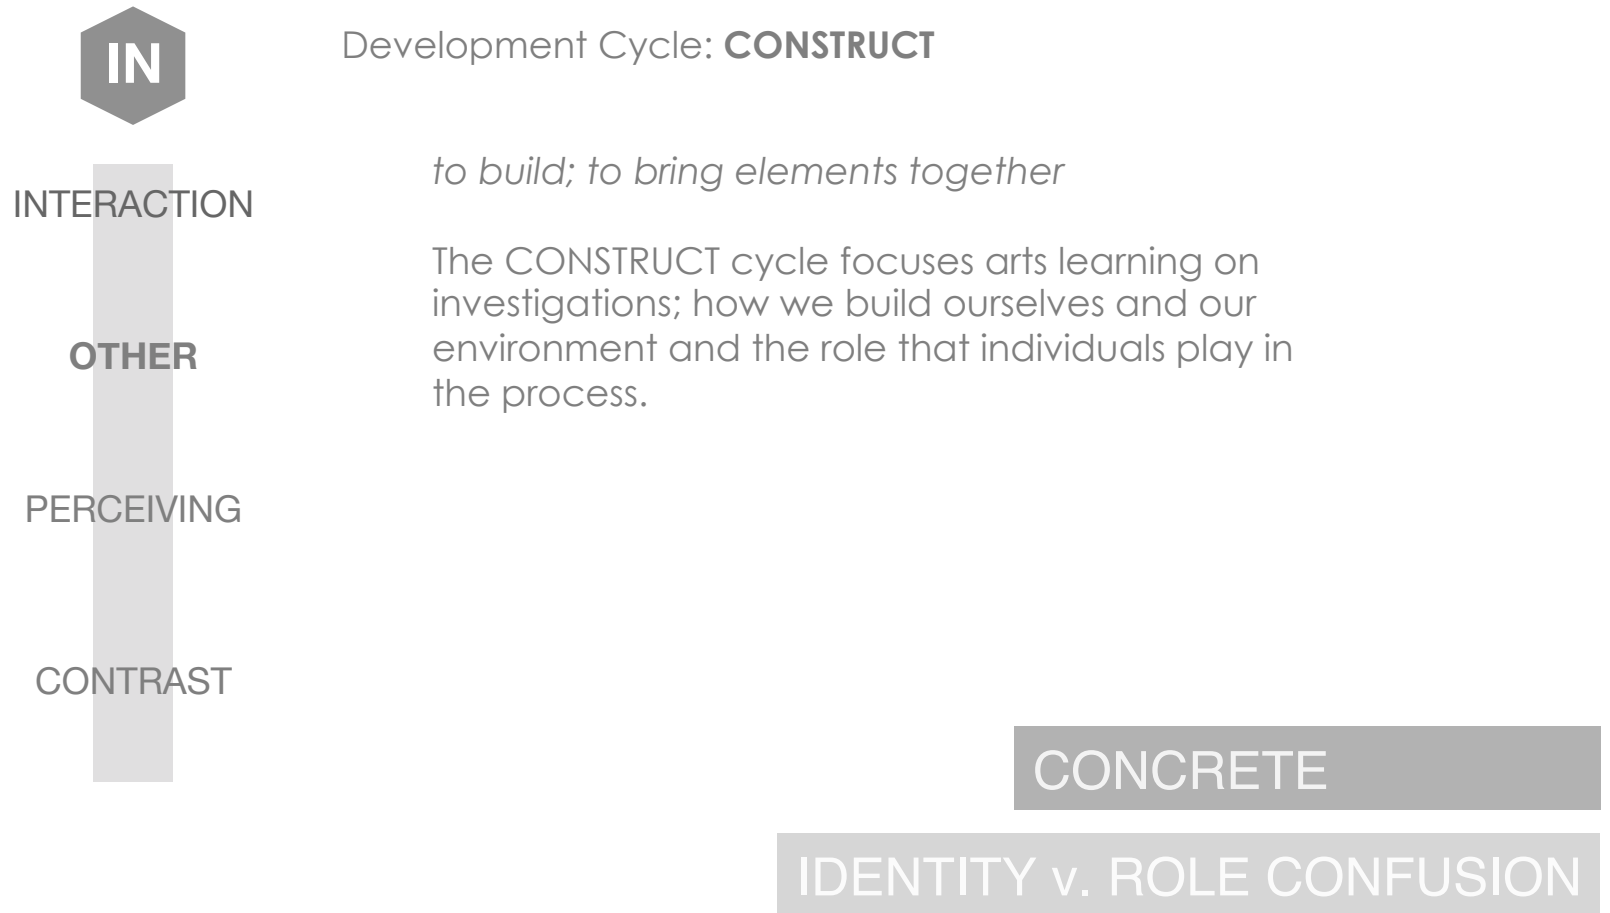 IN
Development Cycle: CONSTRUCT
to build; to bring elements together
INTERACTION
The CONSTRUCT cycle focuses arts learning on
investigations; how we build ourselves and our
environment and the role that individuals play in
the process.
OTHER
PERCEIVING
CONTRAST
CONCRETE
IDENTITY v. ROLE CONFUSION